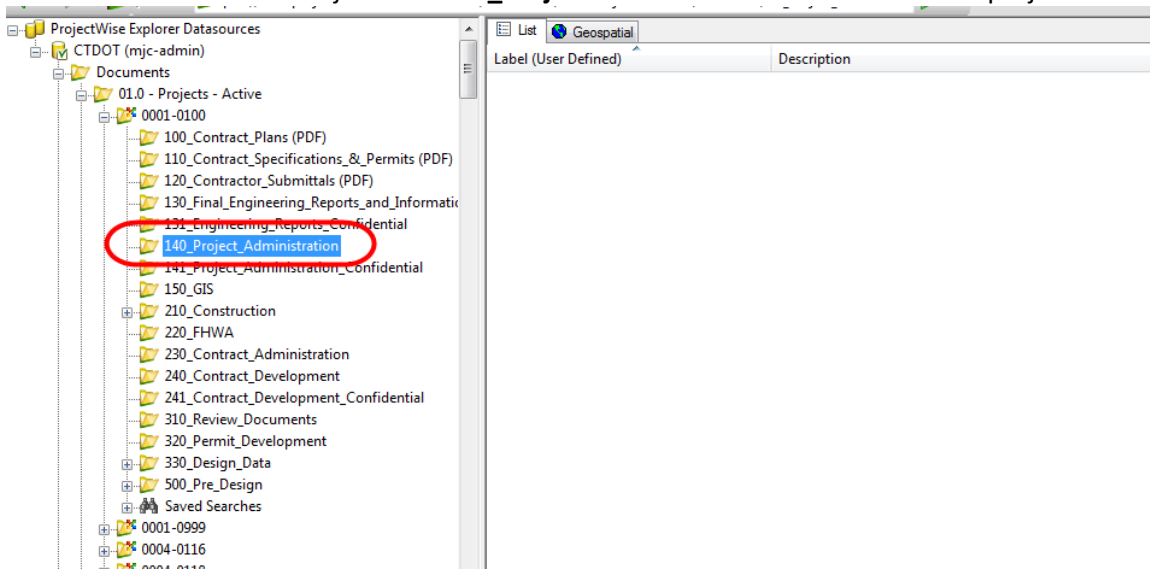 ProjectWise Explorer Datasources
CTDOT (mjc-admin)
Documents
01.0 - Projects - Active
0001-0100
100_Contract_Plans (PDF)
110_Contract_Specifications_&_Permits (PDF)
120_Contractor_Submittals (PDF)
130_Final_Engineering_Reports_and_Informatic
131_Engineering_Reports_Confidential
140_Project_Administration
141_Project_Administration_Confidential
150_GIS
210_Construction
220_FHWA
230_Contract_Administration
240_Contract_Development
241_Contract_Development_Confidential
310_Review_Documents
320_Permit_Development
330_Design_Data
500_Pre_Design
Saved Searches
0001-0999
0004-0116
List Geospatial
Label (User Defined) Description